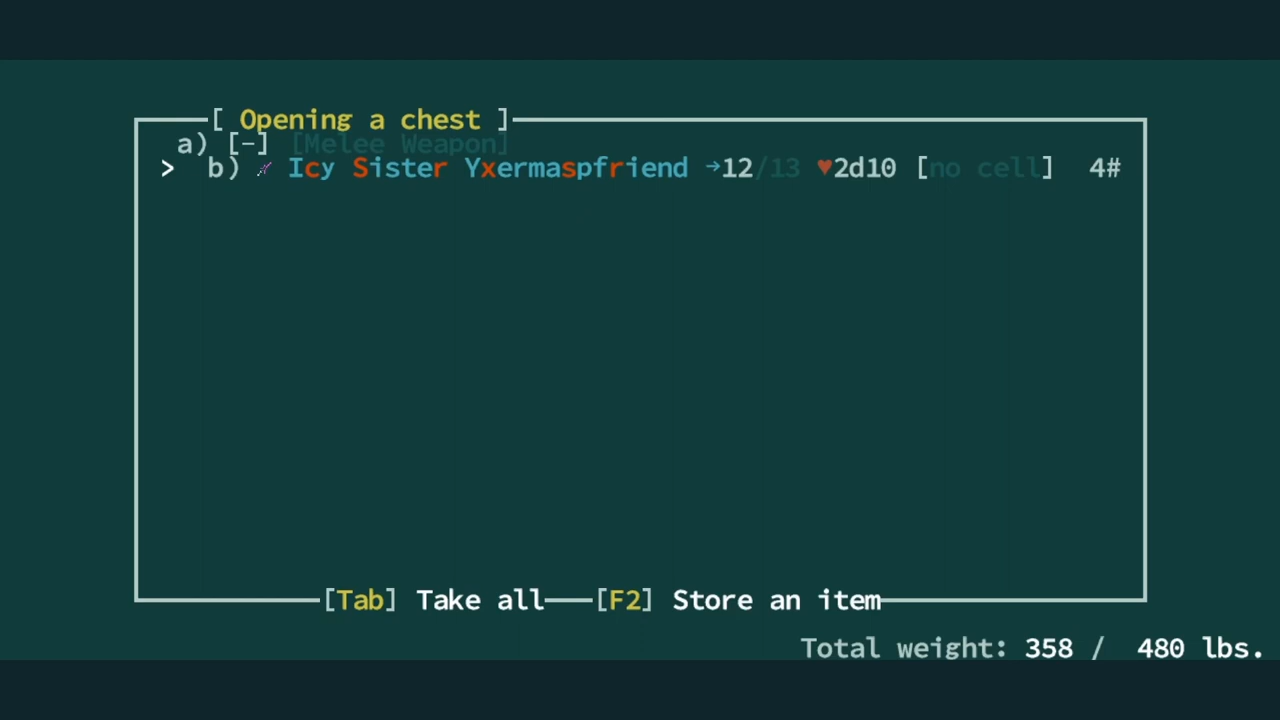 [ Opening a chest ]
a) [-] [Melee Weapon]
> b) Icy Sister Yxermaspfriend →12/13 ♥2d10 [no cell] 4#
[Tab] Take all [F2] Store an item
Total weight: 358 / 480 lbs.